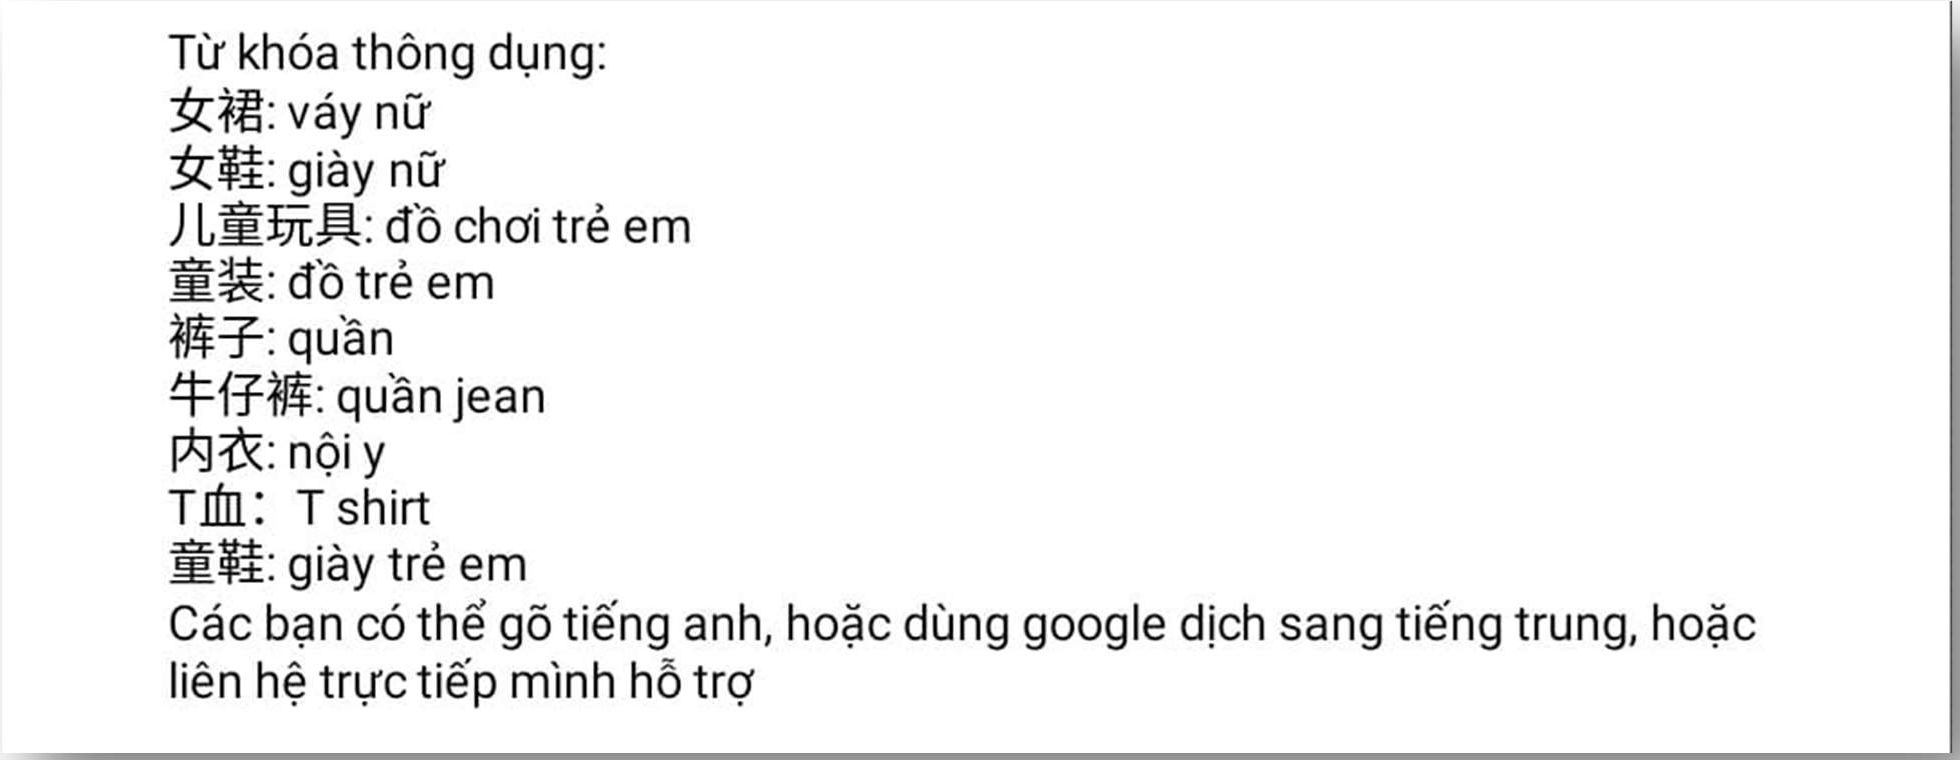 Từ khóa thông dụng:
女裙: váy nữ
女鞋: giày nữ
儿童玩具: đồ chơi trẻ em
童装: đồ trẻ em
裤子: quần
牛仔裤: quần jean
内衣: nội y
T血：T shirt
童鞋: giày trẻ em
Các bạn có thể gõ tiếng anh, hoặc dùng google dịch sang tiếng trung, hoặc
liên hệ trực tiếp mình hỗ trợ